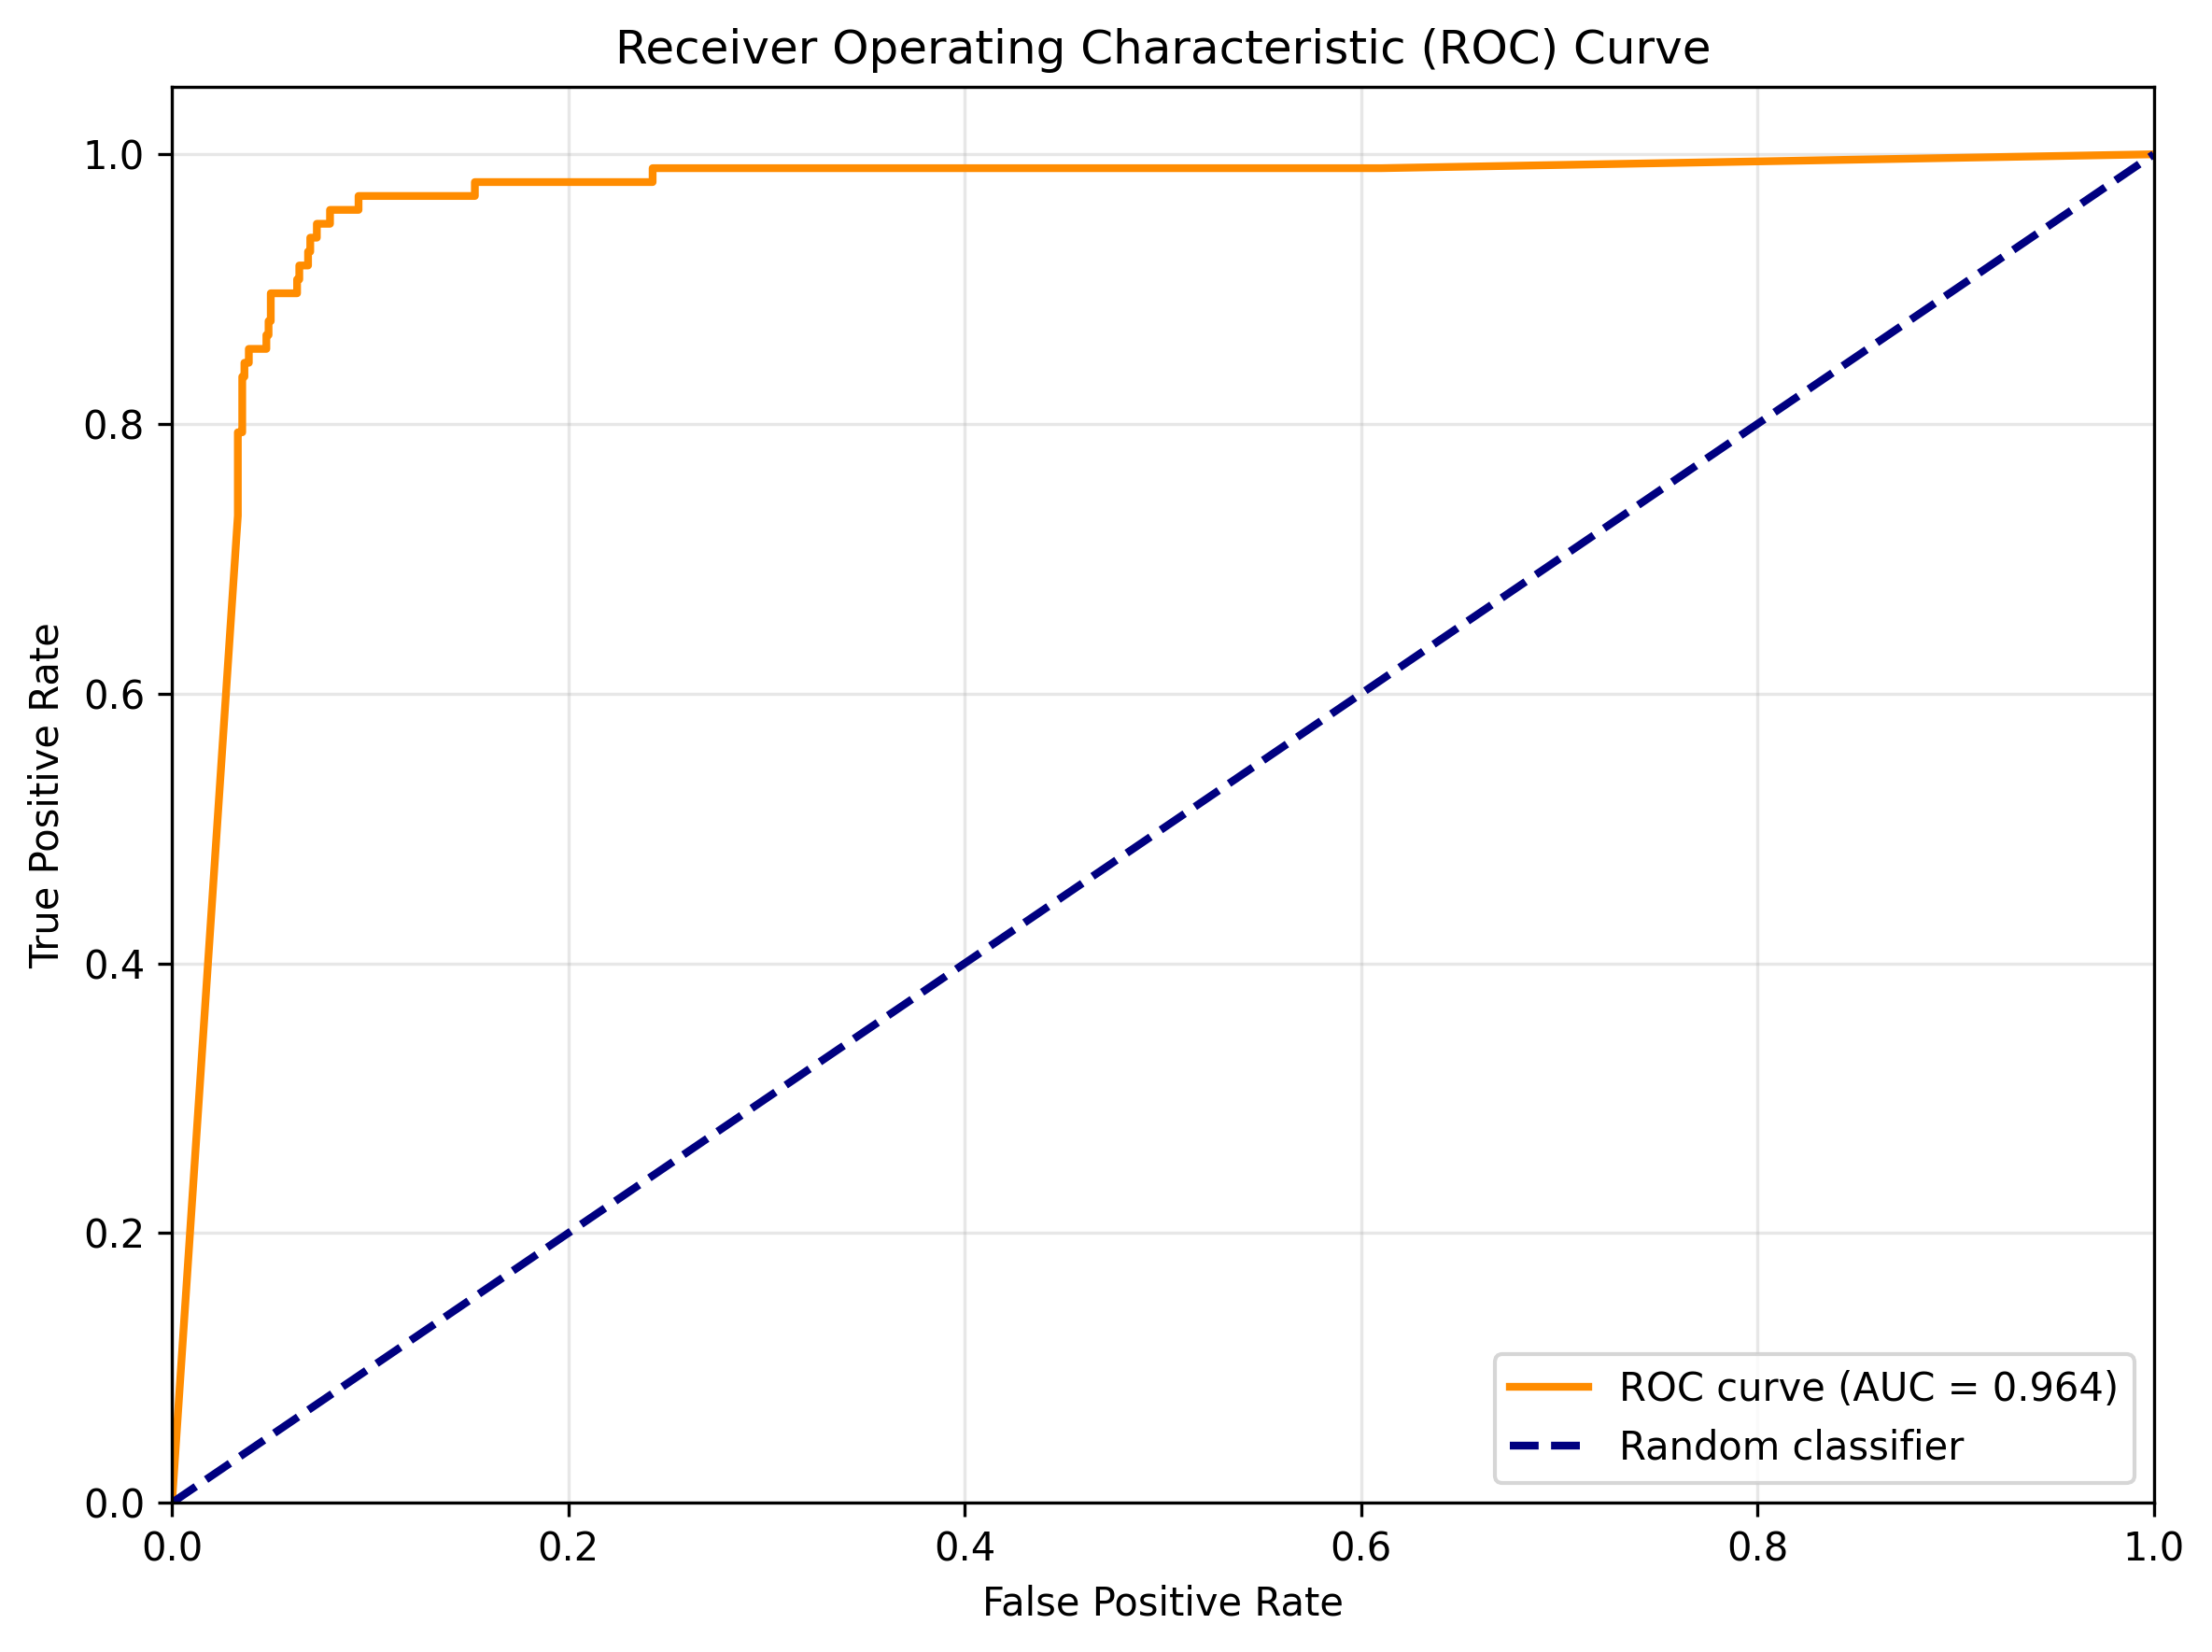 Receiver Operating Characteristic (ROC) Curve
1.0
0.8
0.6
0.4
0.2
0.0
True Positive Rate
0.0 0.2 0.4 0.6 0.8 1.0
False Positive Rate
ROC curve (AUC = 0.964)
Random classifier